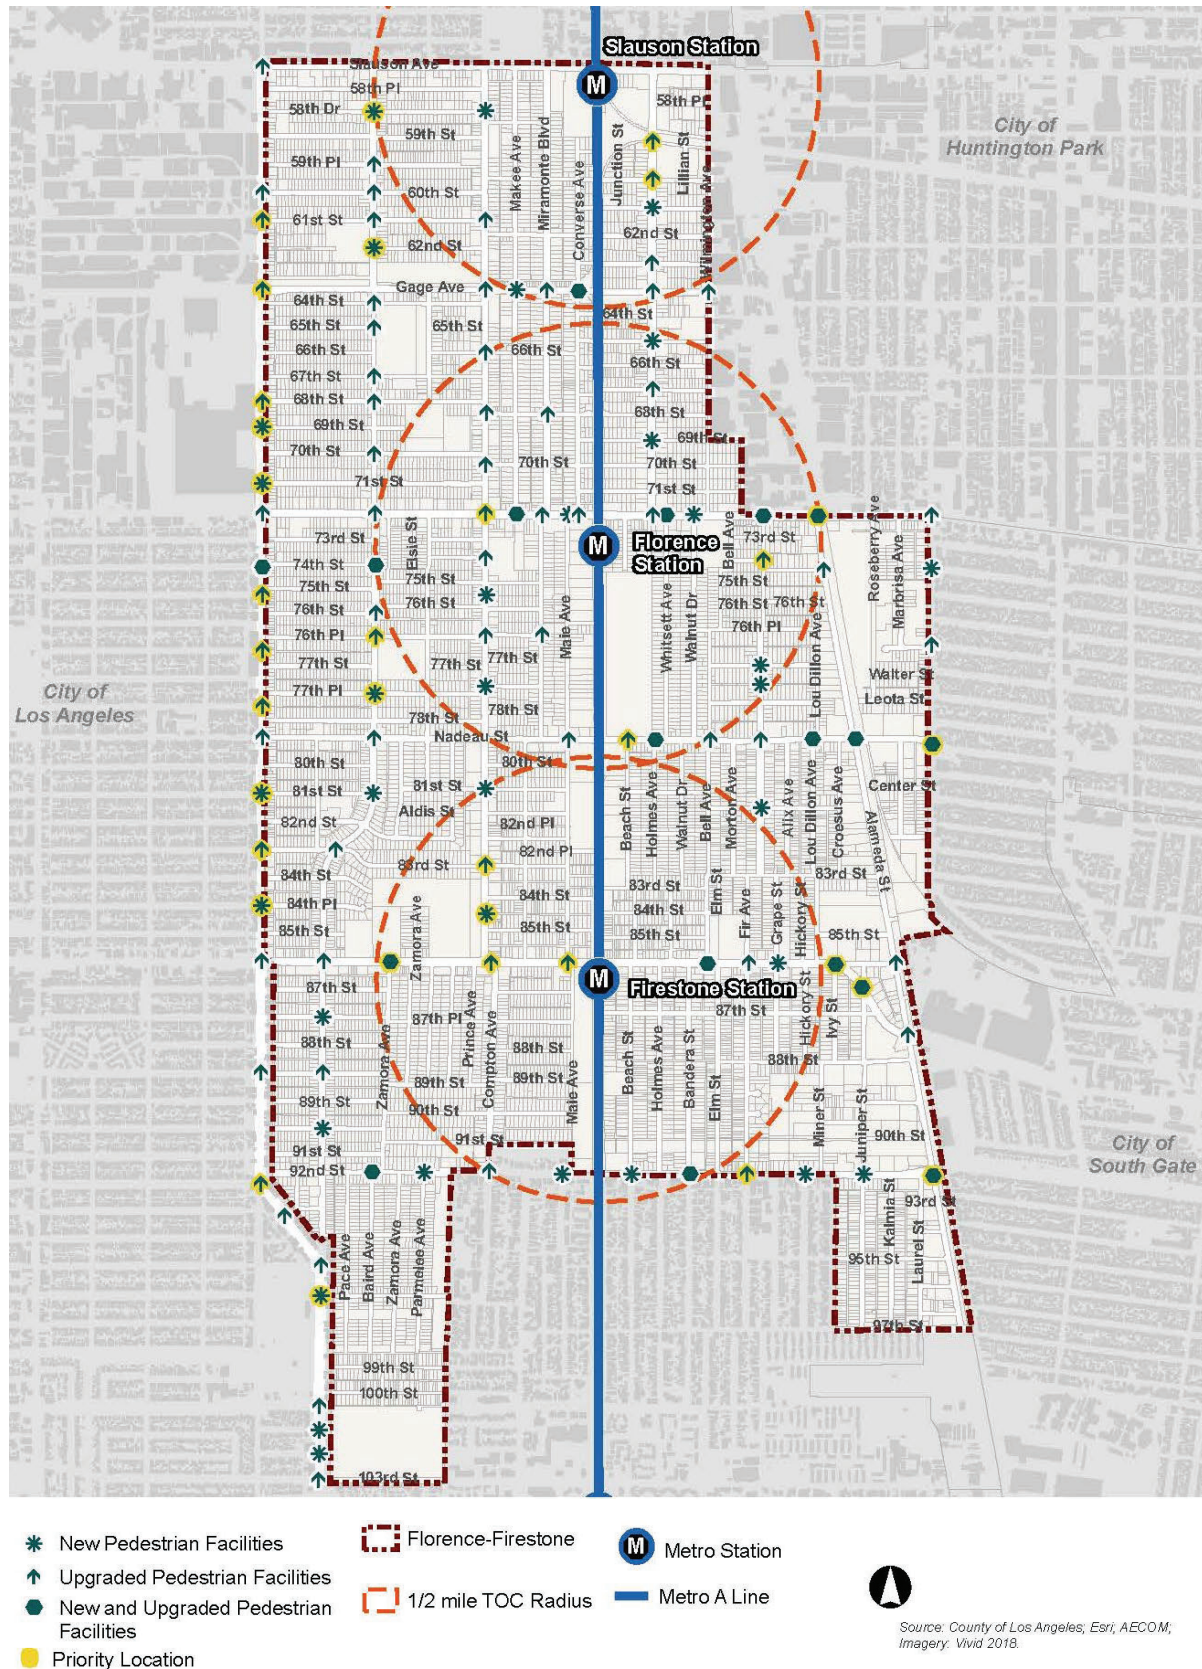 Slauson Station
M
Slauson Ave
58th Pl
58th Dr
58th Pl
59th St
City of
Huntington Park
59th Pl
Makee Ave
Miramonte Blvd
Converse Ave
Junction St
Lillian St
Wilmington Ave
60th St
61st St
62nd St
62nd St
Gage Ave
64th St
64th St
65th St
65th St
66th St
66th St
66th St
67th St
68th St
68th St
69th St
69th St
70th St
70th St
70th St
71st St
71st St
Florence
Station
M
73rd St
73rd St
Elsie St
Bell Ave
Roseberry Ave
Marbrisa Ave
74th St
75th St
75th St
75th St
76th St
76th St
76th St
76th St
76th Pl
76th Pl
Maie Ave
Whitsett Ave
Walnut Dr
Lou Dillon Ave
77th St
77th St
77th St
Walter St
Leota St
City of
Los Angeles
77th Pl
78th St
78th St
Nadeau St
80th St
80th St
81st St
81st St
Center St
Aldis St
82nd St
82nd Pl
82nd Pl
Beach St
Holmes Ave
Walnut Dr
Bell Ave
Morton Ave
Alix Ave
Lou Dillon Ave
Croesus Ave
Alameda St
83rd St
83rd St
83rd St
84th St
84th St
84th St
84th Pl
85th St
85th St
85th St
85th St
Zamora Ave
Elm St
Fir Ave
Grape St
Hickory St
M
Firestone Station
87th St
87th St
87th Pl
Zamora Ave
Prince Ave
Compton Ave
Maie Ave
Beach St
Holmes Ave
Bandera St
Elm St
Hickory St
Ivy St
Miner St
Juniper St
88th St
88th St
88th St
89th St
89th St
89th St
90th St
90th St
91st St
91st St
92nd St
City of
South Gate
93rd St
Kalmia St
Laurel St
95th St
Pace Ave
Baird Ave
Zamora Ave
Parmelee Ave
97th St
99th St
100th St
103rd St
New Pedestrian Facilities
Upgraded Pedestrian Facilities
New and Upgraded Pedestrian
Facilities
Priority Location
Florence-Firestone
1/2 mile TOC Radius
M
Metro Station
Metro A Line
Source: County of Los Angeles; Esri; AECOM;
Imagery: Vivid 2018.